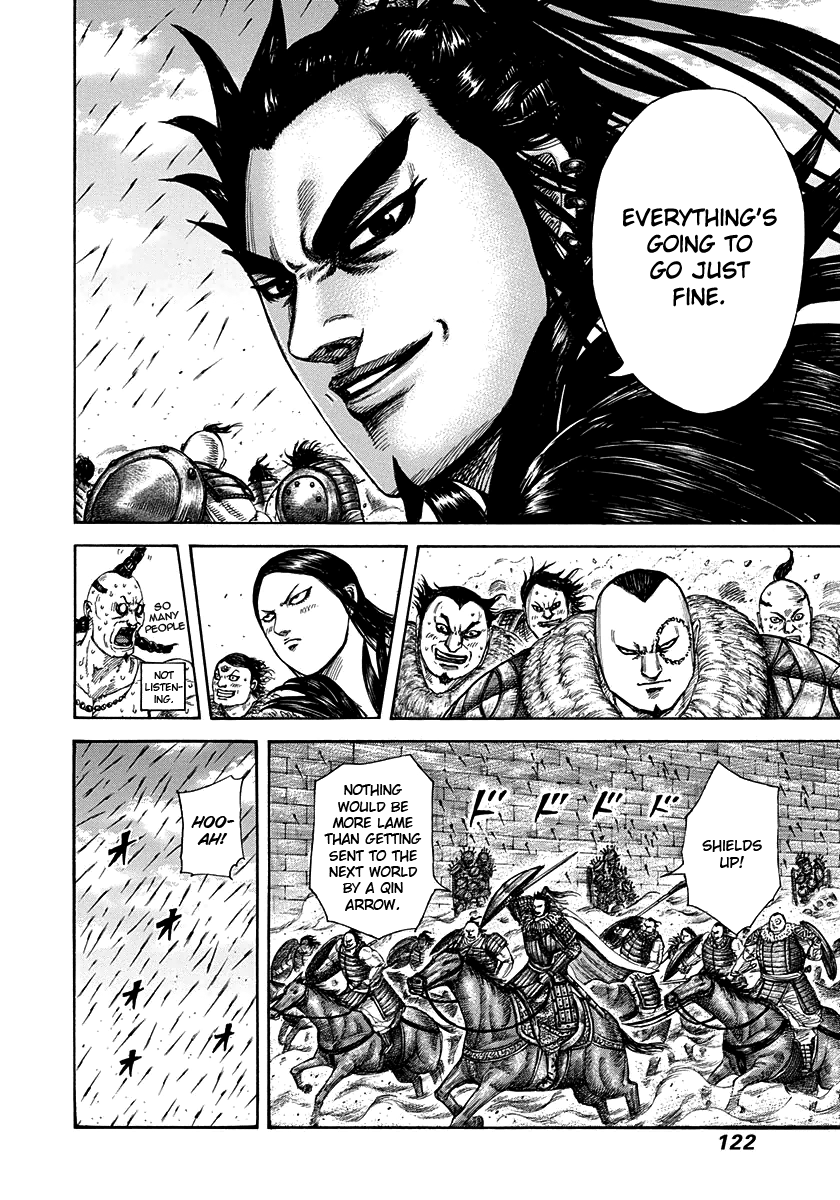 EVERYTHING'S
GOING TO
GO JUST
FINE.
SO
MANY
PEOPLE
NOT
LISTEN-
ING.
SHIELDS
UP!
ド
ド
ド
ド
NOTHING
WOULD BE
MORE LAME
THAN GETTING
SENT TO THE
NEXT WORLD
BY A QIN
ARROW.
HOO-
AH!
オ
オ
オ
オ
オ
122